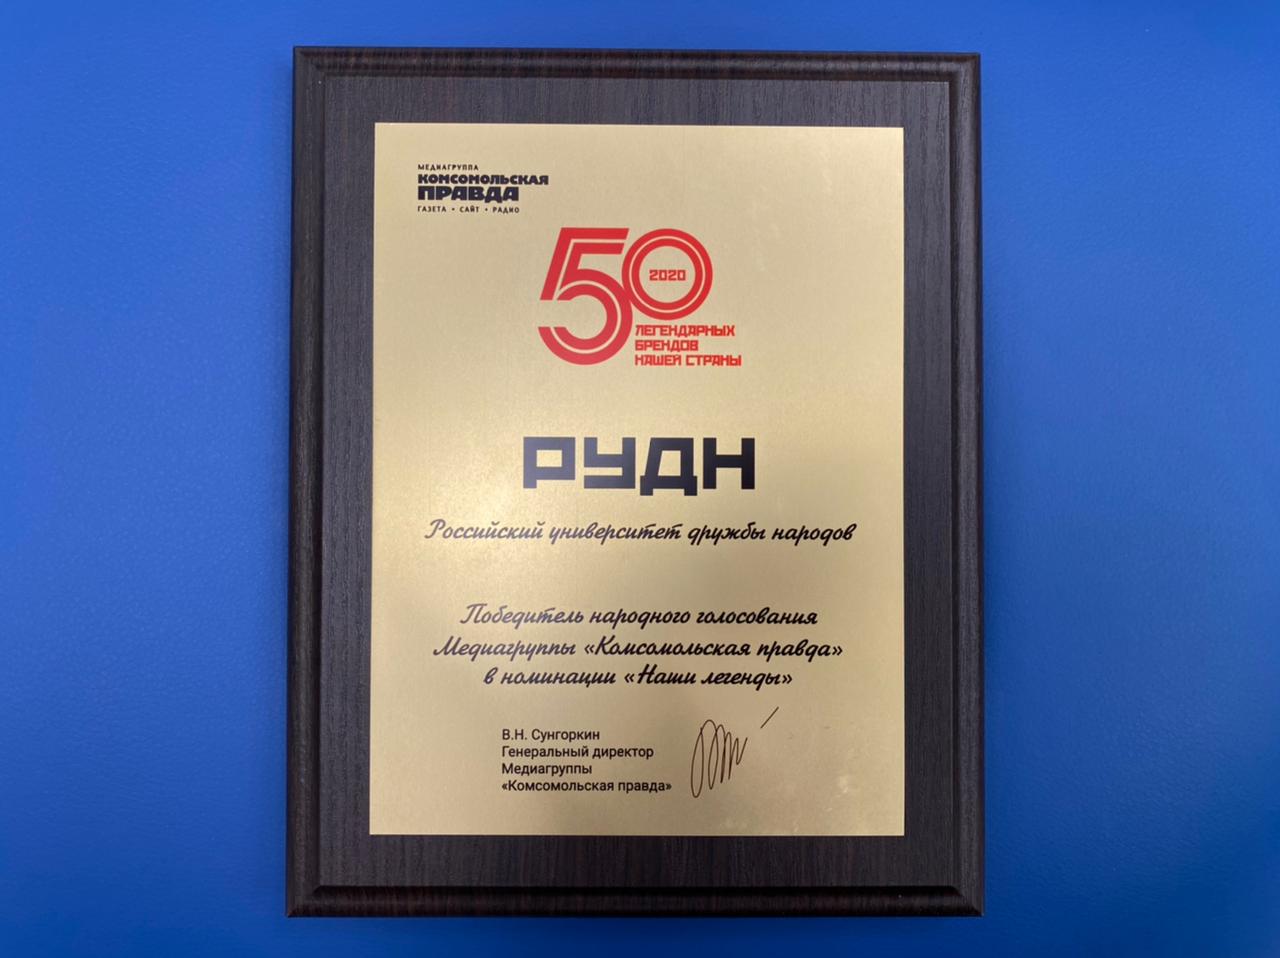 МЕДИАГРУППА
КОМСОМОЛЬСКАЯ
ПРАВДА
ГАЗЕТА • САЙТ • РАДИО
50
2020
ЛЕГЕНДАРНЫХ
БРЕНДОВ
НАШЕЙ СТРАНЫ
РУДН
Российский университет дружбы народов
Победитель народного голосования
Медиагруппы «Комсомольская правда»
в номинации «Наши легенды»
В.Н. Сунгоркин
Генеральный директор
Медиагруппы
«Комсомольская правда»